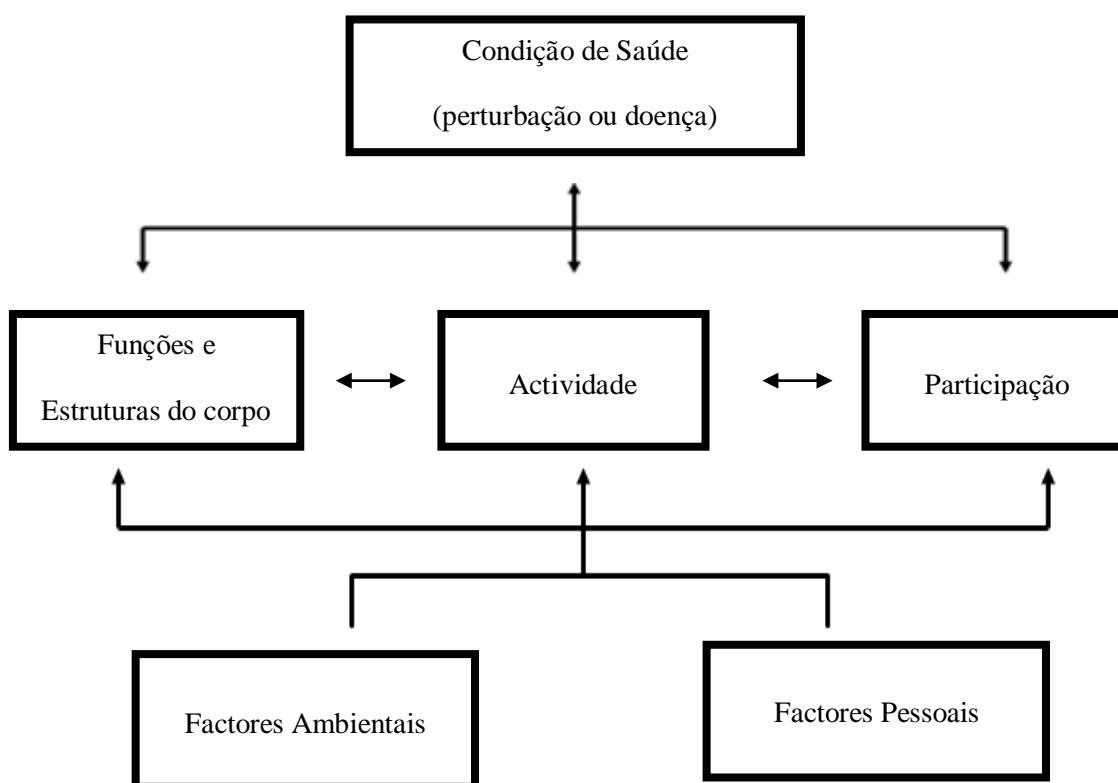 Condição de Saúde
(perturbação ou doença)
Funções e
Estruturas do corpo
Actividade
Participação
Factores Ambientais
Factores Pessoais